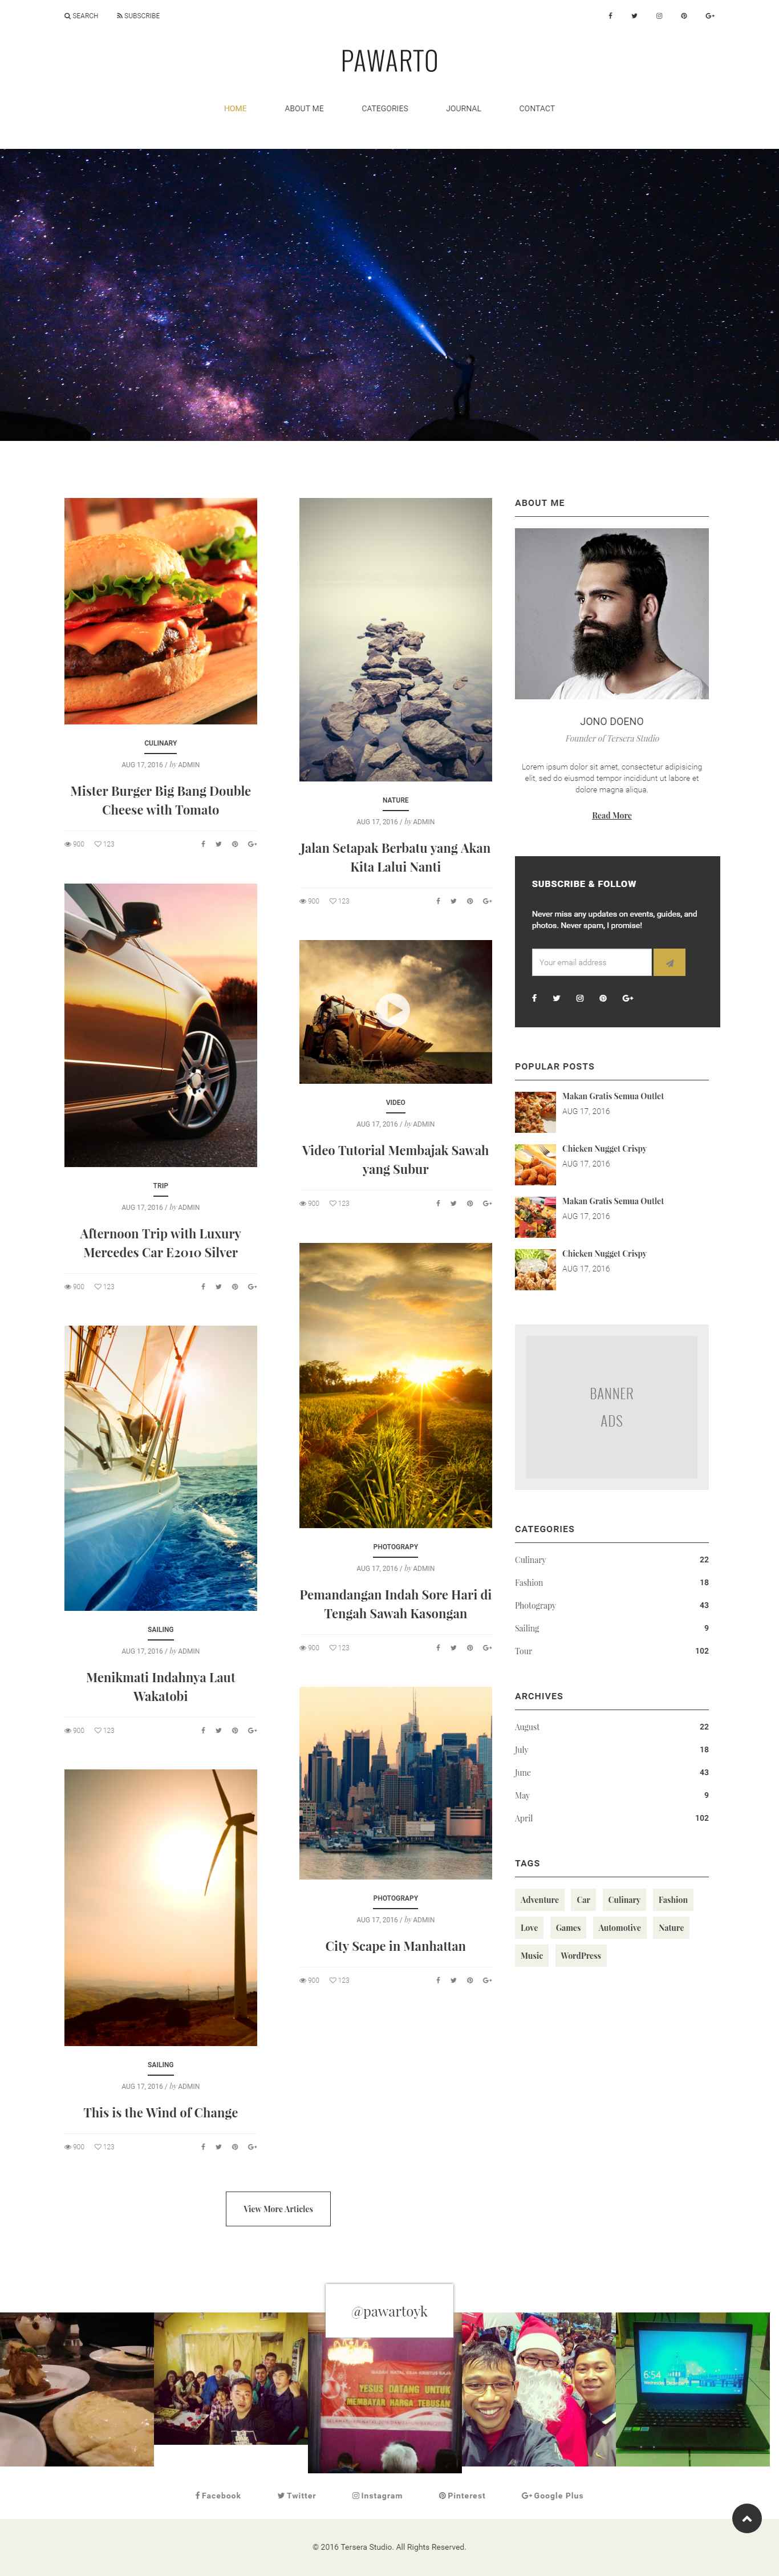 SEARCH SUBSCRIBE
PAWARTO
HOME ABOUT ME CATEGORIES JOURNAL CONTACT
CULINARY
AUG 17, 2016 / by ADMIN
Mister Burger Big Bang Double
Cheese with Tomato
900 123
TRIP
AUG 17, 2016 / by ADMIN
Afternoon Trip with Luxury
Mercedes Car E2010 Silver
900 123
SAILING
AUG 17, 2016 / by ADMIN
Menikmati Indahnya Laut
Wakatobi
900 123
SAILING
AUG 17, 2016 / by ADMIN
This is the Wind of Change
900 123
NATURE
AUG 17, 2016 / by ADMIN
Jalan Setapak Berbatu yang Akan
Kita Lalui Nanti
900 123
VIDEO
AUG 17, 2016 / by ADMIN
Video Tutorial Membajak Sawah
yang Subur
900 123
PHOTOGRAPY
AUG 17, 2016 / by ADMIN
Pemandangan Indah Sore Hari di
Tengah Sawah Kasongan
900 123
PHOTOGRAPY
AUG 17, 2016 / by ADMIN
City Scape in Manhattan
900 123
View More Articles
ABOUT ME
JONO DOENO
Founder of Tersera Studio
Lorem ipsum dolor sit amet, consectetur adipisicing
elit, sed do eiusmod tempor incididunt ut labore et
dolore magna aliqua.
Read More
SUBSCRIBE & FOLLOW
Never miss any updates on events, guides, and
photos. Never spam, I promise!
Your email address
POPULAR POSTS
Makan Gratis Semua Outlet
AUG 17, 2016
Chicken Nugget Crispy
AUG 17, 2016
Makan Gratis Semua Outlet
AUG 17, 2016
Chicken Nugget Crispy
AUG 17, 2016
BANNER
ADS
CATEGORIES
Culinary 22
Fashion 18
Photograpy 43
Sailing 9
Tour 102
ARCHIVES
August 22
July 18
June 43
May 9
April 102
TAGS
Adventure Car Culinary Fashion
Love Games Automotive Nature
Music WordPress
@pawartoyk
YESUS DATANG UNTUK
MEMBAYAR HARGA TEBUSAN
6:54
Facebook Twitter Instagram Pinterest Google Plus
© 2016 Tersera Studio. All Rights Reserved.